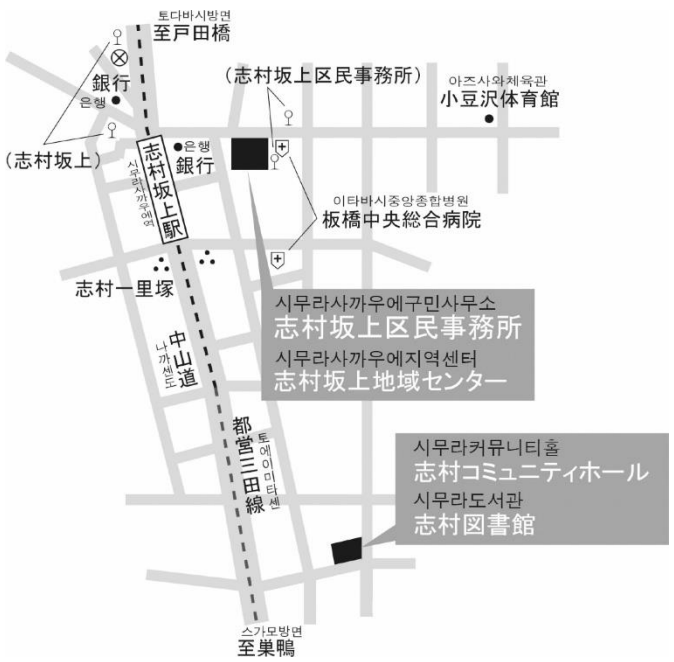 토다바시방면
至戸田橋
銀行
은행
(志村坂上)
志村坂上駅
시무라사까우에역
은행
銀行
(志村坂上区民事務所)
아즈사와체육관
小豆沢体育館
이타바시중앙종합병원
板橋中央総合病院
志村一里塚
시무라사까우에구민사무소
志村坂上区民事務所
시무라사까우에지역센터
志村坂上地域センター
中山道
나까센도
都営三田線
토에이미타센
시무라커뮤니티홀
志村コミュニティホール
시무라도서관
志村図書館
스가모방면
至巣鴨